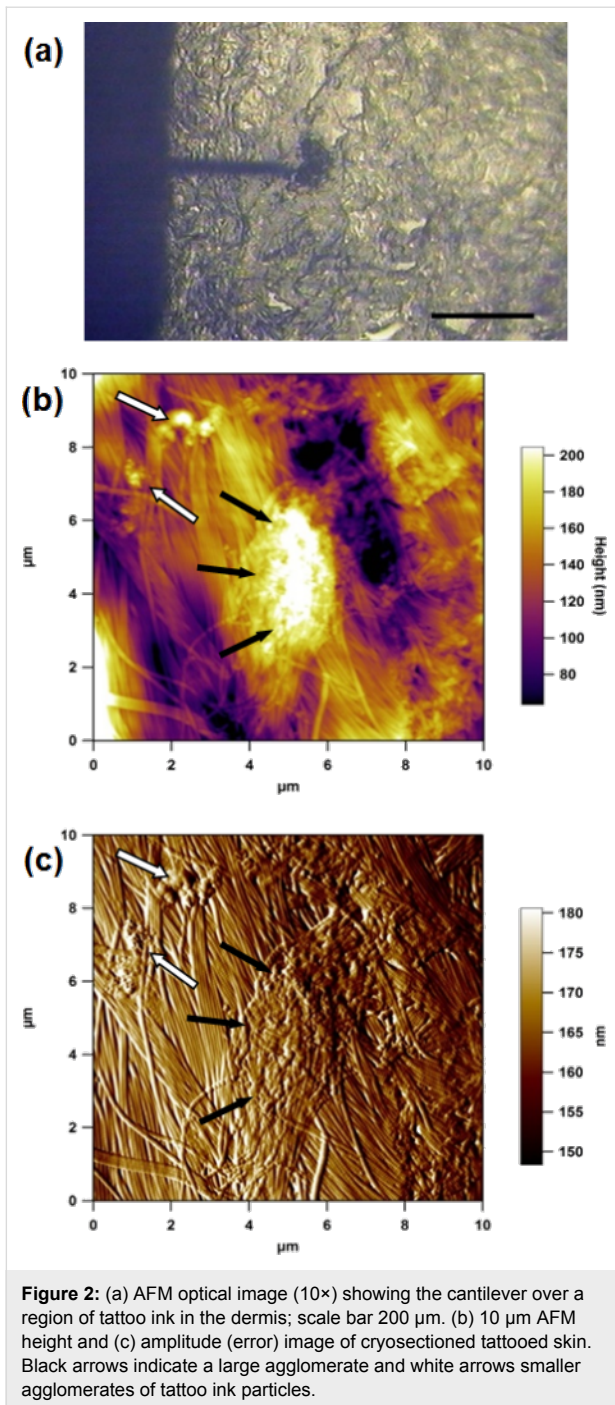 (a)
(b)
10
8
6
4
2
0
µm
0 2 4 6 8 10
µm
200
180
160
140
120
100
80
Height (nm)
(c)
10
8
6
4
2
0
µm
0 2 4 6 8 10
µm
180
175
170
165
160
155
150
nm
Figure 2: (a) AFM optical image (10×) showing the cantilever over a
region of tattoo ink in the dermis; scale bar 200 µm. (b) 10 µm AFM
height and (c) amplitude (error) image of cryosectioned tattooed skin.
Black arrows indicate a large agglomerate and white arrows smaller
agglomerates of tattoo ink particles.